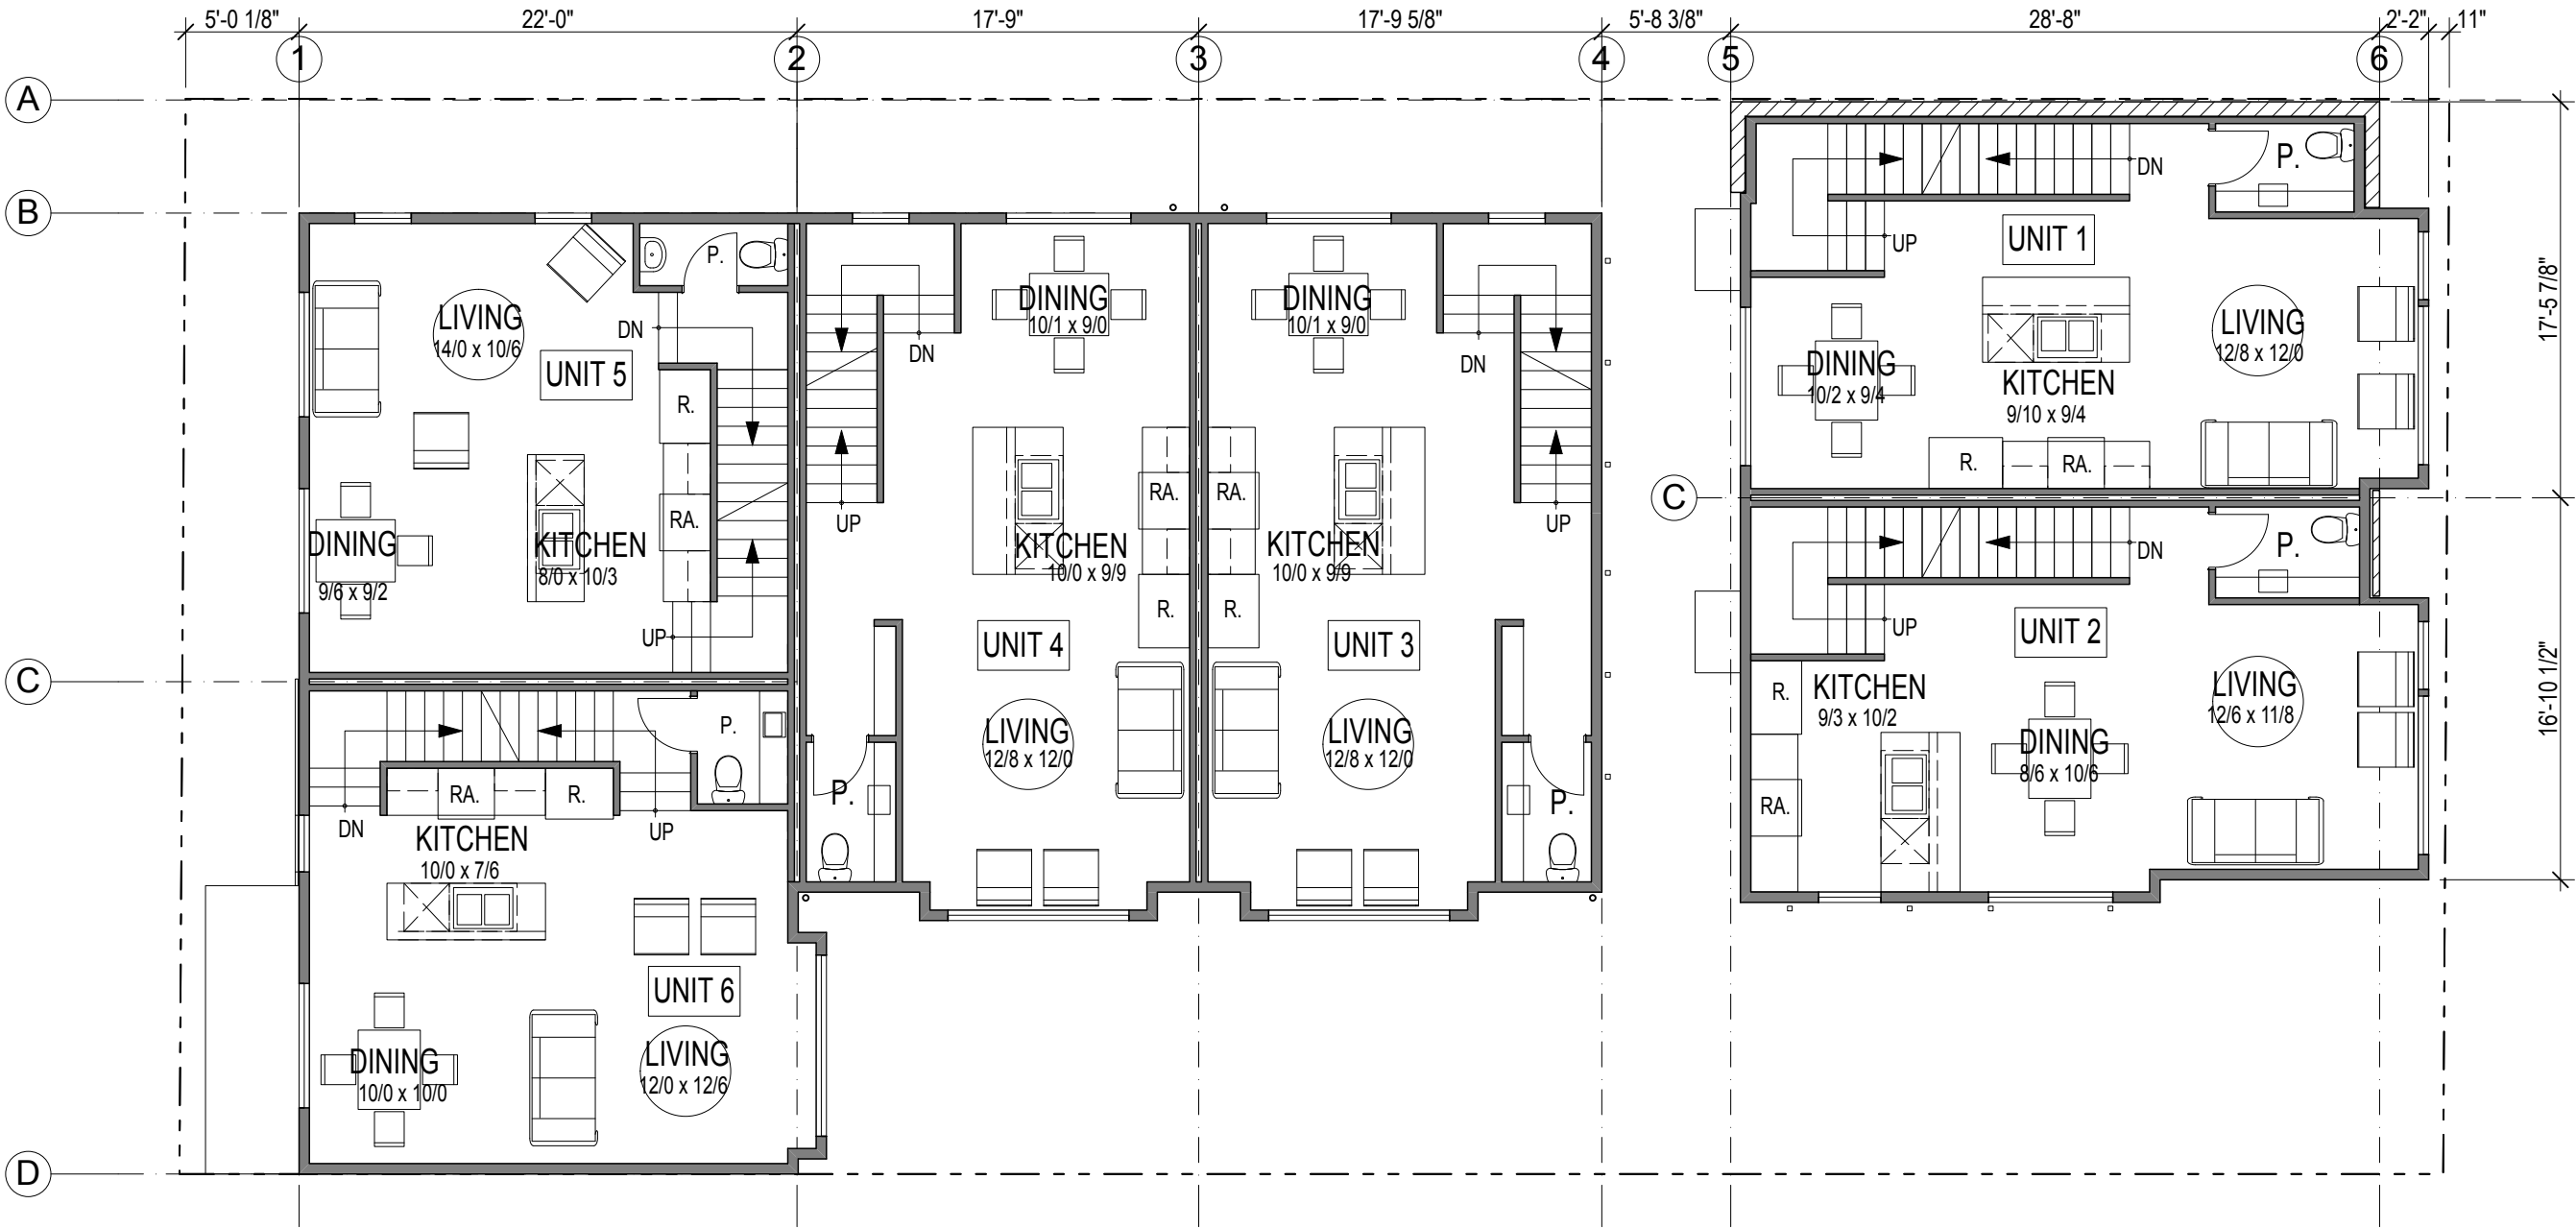 5'-0 1/8"
22'-0"
17'-9"
17'-9 5/8"
5'-8 3/8"
28'-8"
2'-2"
11"
1
2
3
4
5
6
A
B
C
D
C
17'-5 7/8"
16'-10 1/2"
LIVING
14/0 x 10/6
UNIT 5
P.
DN
R.
RA.
DINING
9/6 x 9/2
KITCHEN
8/0 x 10/3
UP
DINING
10/1 x 9/0
DN
UP
RA.
KITCHEN
10/0 x 9/9
R.
UNIT 4
LIVING
12/8 x 12/0
P.
DINING
10/1 x 9/0
DN
UP
RA.
KITCHEN
10/0 x 9/9
R.
UNIT 3
LIVING
12/8 x 12/0
P.
P.
DN
UP
UNIT 1
LIVING
12/8 x 12/0
DINING
10/2 x 9/4
KITCHEN
9/10 x 9/4
R.
RA.
P.
DN
UP
UNIT 2
R.
KITCHEN
9/3 x 10/2
LIVING
12/6 x 11/8
DINING
8/6 x 10/6
RA.
P.
RA.
R.
DN
UP
KITCHEN
10/0 x 7/6
UNIT 6
DINING
10/0 x 10/0
LIVING
12/0 x 12/6